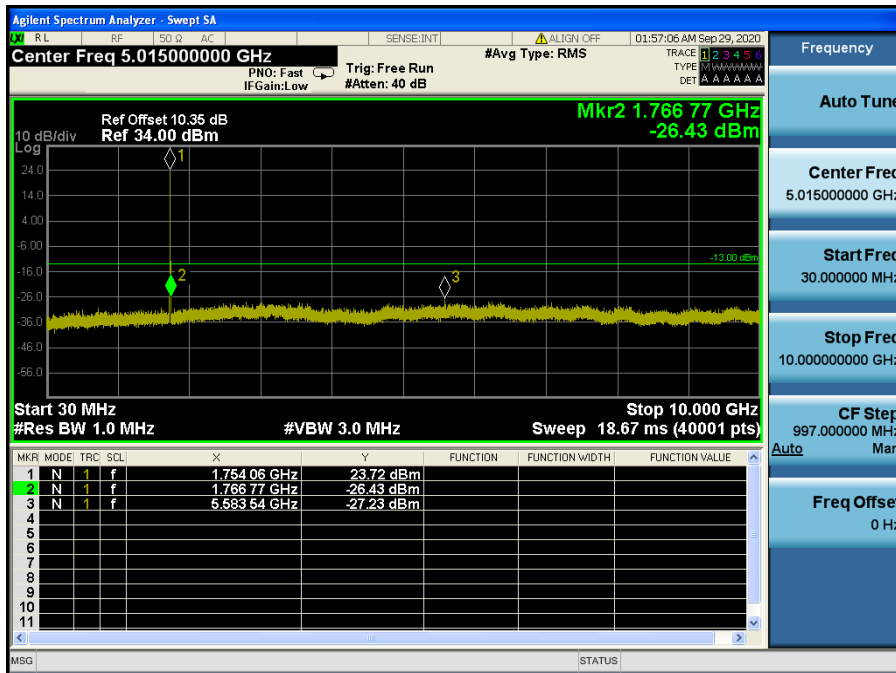 Agilent Spectrum Analyzer - Swept SA
LXI RL RF 50 Ω AC SENSE:INT ALIGN OFF 01:57:06 AM Sep 29, 2020
Center Freq 5.015000000 GHz #Avg Type: RMS TRACE 1 2 3 4 5 6
PNO: Fast Trig: Free Run TYPE M WWWWW
IFGain:Low #Atten: 40 dB DET A A A A A A
Frequency
Auto Tune
Center Freq
5.015000000 GHz
Start Freq
30.000000 MHz
Stop Freq
10.000000000 GHz
CF Step
997.000000 MHz
Auto Man
Freq Offset
0 Hz
Mkr2 1.766 77 GHz
-26.43 dBm
Ref Offset 10.35 dB
10 dB/div Ref 34.00 dBm
Log
24.0
14.0
4.00
-6.00
-16.0
-26.0
-36.0
-46.0
-56.0
1
2
3
-13.00 dBm
Start 30 MHz Stop 10.000 GHz
#Res BW 1.0 MHz #VBW 3.0 MHz Sweep 18.67 ms (40001 pts)
MKR MODE TRC SCL X Y FUNCTION FUNCTION WIDTH FUNCTION VALUE
1 N 1 f 1.754 06 GHz 23.72 dBm
2 N 1 f 1.766 77 GHz -26.43 dBm
3 N 1 f 5.583 54 GHz -27.23 dBm
4
5
6
7
8
9
10
11
MSG STATUS